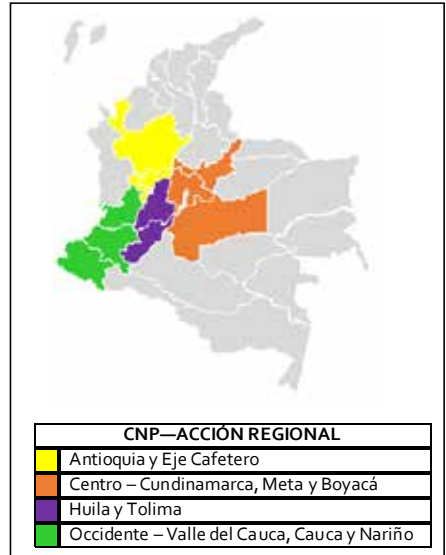 CNP—ACCIÓN REGIONAL
Antioquia y Eje Cafetero
Centro – Cundinamarca, Meta y Boyacá
Huila y Tolima
Occidente – Valle del Cauca, Cauca y Nariño